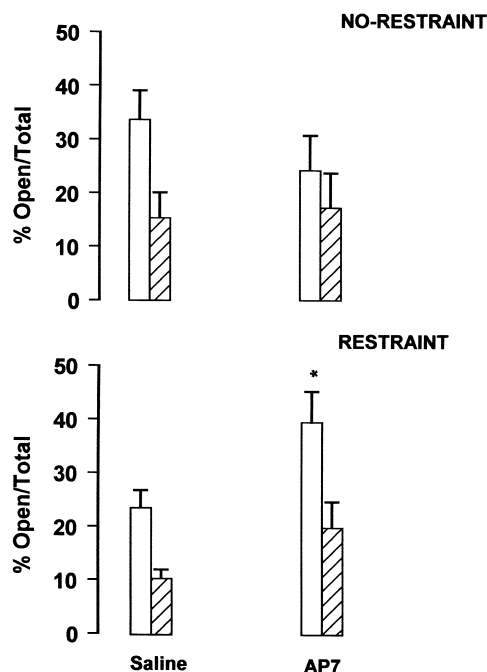 NO-RESTRAINT
50
40
30
20
10
0
% Open/Total
RESTRAINT
50
40
30
20
10
0
% Open/Total
*
Saline AP7